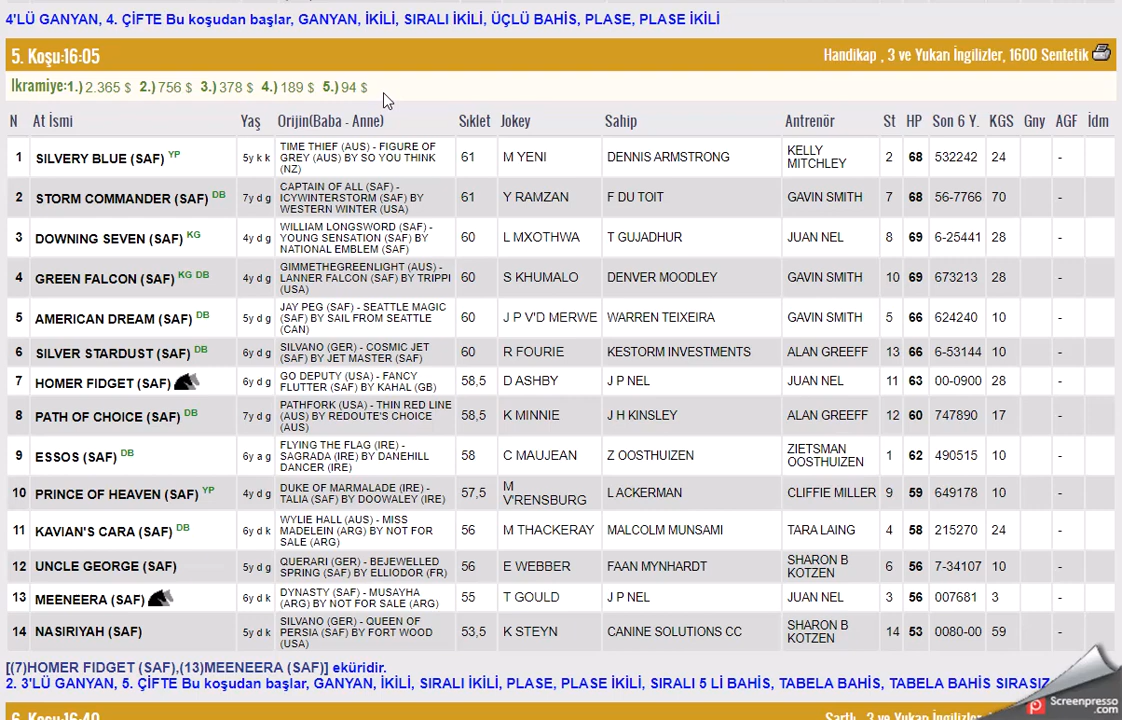 4'LÜ GANYAN, 4. ÇİFTE Bu koşudan başlar, GANYAN, İKİLİ, SIRALI İKİLİ, ÜÇLÜ BAHİS, PLASE, PLASE İKİLİ
5. Koşu:16:05 Handikap , 3 ve Yukarı İngilizler, 1600 Sentetik
İkramiye:1.) 2.365 $ 2.) 756 $ 3.) 378 $ 4.) 189 $ 5.) 94 $
N At İsmi Yaş Orijin(Baba - Anne) Sıklet Jokey Sahip Antrenör St HP Son 6 Y. KGS Gny AGF İdm
1 SILVERY BLUE (SAF) YP 5y k k TIME THIEF (AUS) - FIGURE OF GREY (AUS) BY SO YOU THINK (NZ) 61 M YENI DENNIS ARMSTRONG KELLY MITCHLEY 2 68 532242 24 -
2 STORM COMMANDER (SAF) DB 7y d g CAPTAIN OF ALL (SAF) - ICYWINTERSTORM (SAF) BY WESTERN WINTER (USA) 61 Y RAMZAN F DU TOIT GAVIN SMITH 7 68 56-7766 70 -
3 DOWNING SEVEN (SAF) KG 4y d g WILLIAM LONGSWORD (SAF) - YOUNG SENSATION (SAF) BY NATIONAL EMBLEM (SAF) 60 L MXOTHWA T GUJADHUR JUAN NEL 8 69 6-25441 28 -
4 GREEN FALCON (SAF) KG DB 4y d g GIMMETHEGREENLIGHT (AUS) - LANNER FALCON (SAF) BY TRIPPI (USA) 60 S KHUMALO DENVER MOODLEY GAVIN SMITH 10 69 673213 28 -
5 AMERICAN DREAM (SAF) DB 5y d g JAY PEG (SAF) - SEATTLE MAGIC (SAF) BY SAIL FROM SEATTLE (CAN) 60 J P V'D MERWE WARREN TEIXEIRA GAVIN SMITH 5 66 624240 10 -
6 SILVER STARDUST (SAF) DB 6y d g SILVANO (GER) - COSMIC JET (SAF) BY JET MASTER (SAF) 60 R FOURIE KESTORM INVESTMENTS ALAN GREEFF 13 66 6-53144 10 -
7 HOMER FIDGET (SAF) 6y d g GO DEPUTY (USA) - FANCY FLUTTER (SAF) BY KAHAL (GB) 58,5 D ASHBY J P NEL JUAN NEL 11 63 00-0900 28 -
8 PATH OF CHOICE (SAF) DB 7y d g PATHFORK (USA) - THIN RED LINE (AUS) BY REDOUTE'S CHOICE (AUS) 58,5 K MINNIE J H KINSLEY ALAN GREEFF 12 60 747890 17 -
9 ESSOS (SAF) DB 6y a g FLYING THE FLAG (IRE) - SAGRADA (IRE) BY DANEHILL DANCER (IRE) 58 C MAUJEAN Z OOSTHUIZEN ZIETSMAN OOSTHUIZEN 1 62 490515 10 -
10 PRINCE OF HEAVEN (SAF) YP 4y d g DUKE OF MARMALADE (IRE) - TALIA (SAF) BY DOOWALEY (IRE) 57,5 M V'RENSBURG L ACKERMAN CLIFFIE MILLER 9 59 649178 10 -
11 KAVIAN'S CARA (SAF) DB 6y d k WYLIE HALL (AUS) - MISS MADELEIN (ARG) BY NOT FOR SALE (ARG) 56 M THACKERAY MALCOLM MUNSAMI TARA LAING 4 58 215270 24 -
12 UNCLE GEORGE (SAF) 5y d g QUERARI (GER) - BEJEWELLED SPRING (SAF) BY ELLIODOR (FR) 56 E WEBBER FAAN MYNHARDT SHARON B KOTZEN 6 56 7-34107 10 -
13 MEENEERA (SAF) 6y d k DYNASTY (SAF) - MUSAYHA (ARG) BY NOT FOR SALE (ARG) 55 T GOULD J P NEL JUAN NEL 3 56 007681 3 -
14 NASIRIYAH (SAF) 5y d k SILVANO (GER) - QUEEN OF PERSIA (SAF) BY FORT WOOD (USA) 53,5 K STEYN CANINE SOLUTIONS CC SHARON B KOTZEN 14 53 0080-00 59 -
[(7)HOMER FIDGET (SAF),(13)MEENEERA (SAF)] eküridir.
2. 3'LÜ GANYAN, 5. ÇİFTE Bu koşudan başlar, GANYAN, İKİLİ, SIRALI İKİLİ, PLASE, PLASE İKİLİ, SIRALI 5 Lİ BAHİS, TABELA BAHİS, TABELA BAHİS SIRASIZ
6. Koşu:16:40 Şartlı
Screenpresso
.com